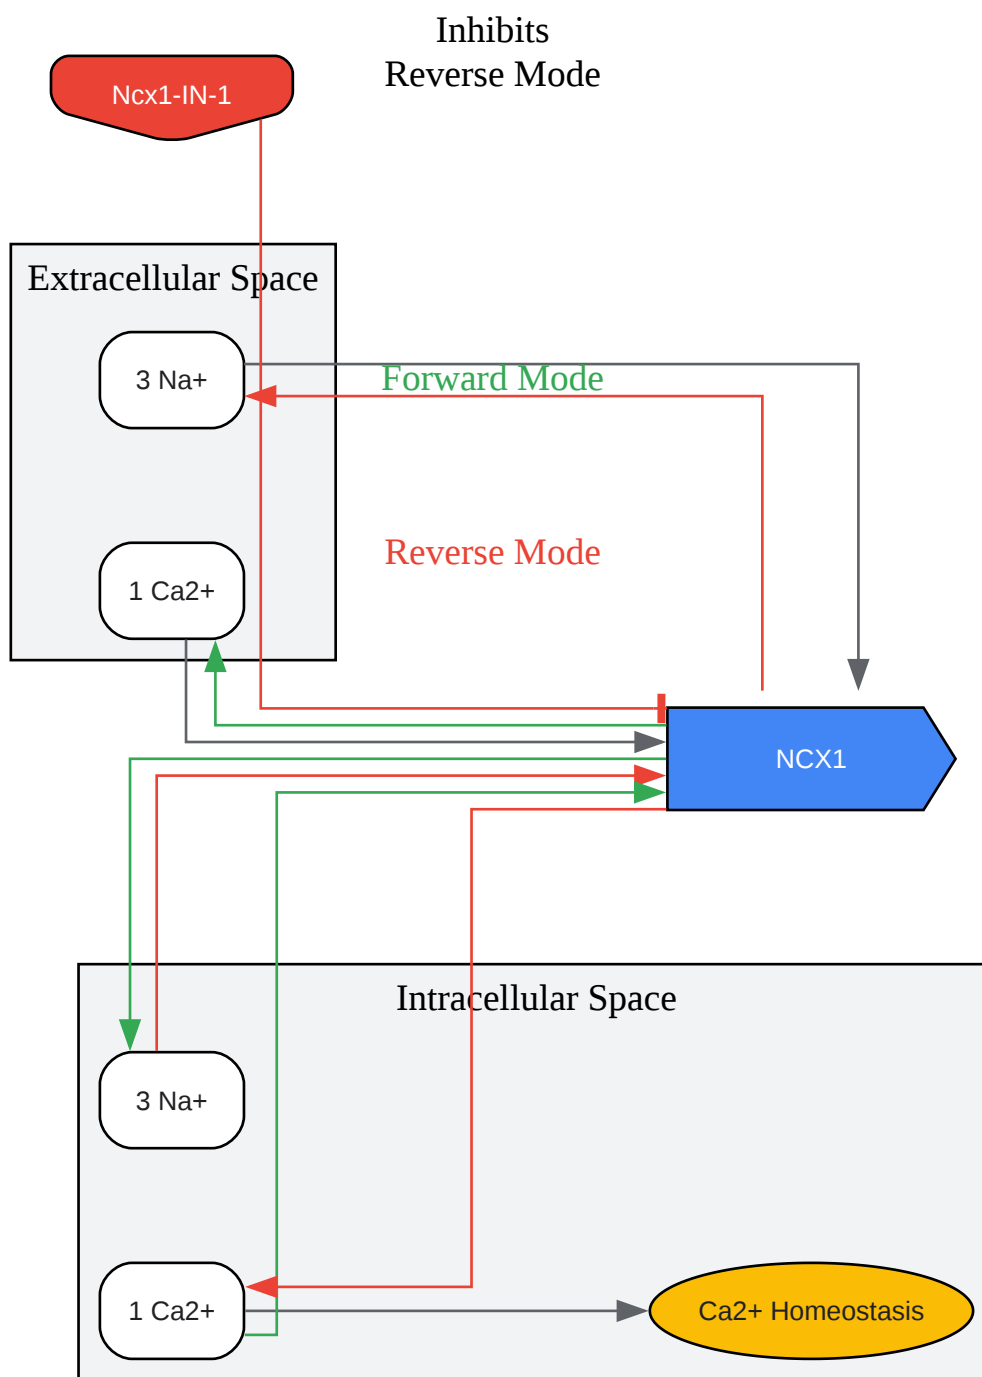 Inhibits
Reverse Mode
Ncx1-IN-1
Extracellular Space
3 Na+
Forward Mode
Reverse Mode
1 Ca2+
NCX1
Intracellular Space
3 Na+
1 Ca2+
Ca2+ Homeostasis